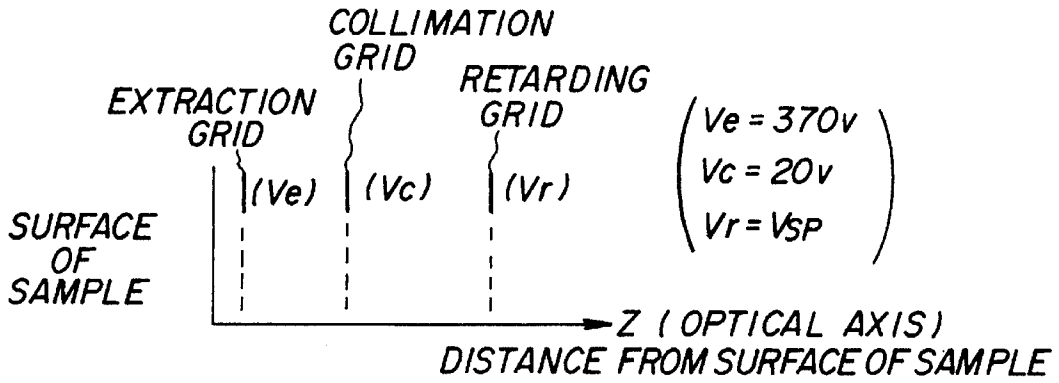 COLLIMATION
GRID
RETARDING
GRID
EXTRACTION
GRID
(Ve)
(Vc)
(Vr)
Ve = 370v
Vc = 20v
Vr = VSP
SURFACE
OF
SAMPLE
Z (OPTICAL AXIS)
DISTANCE FROM SURFACE OF SAMPLE